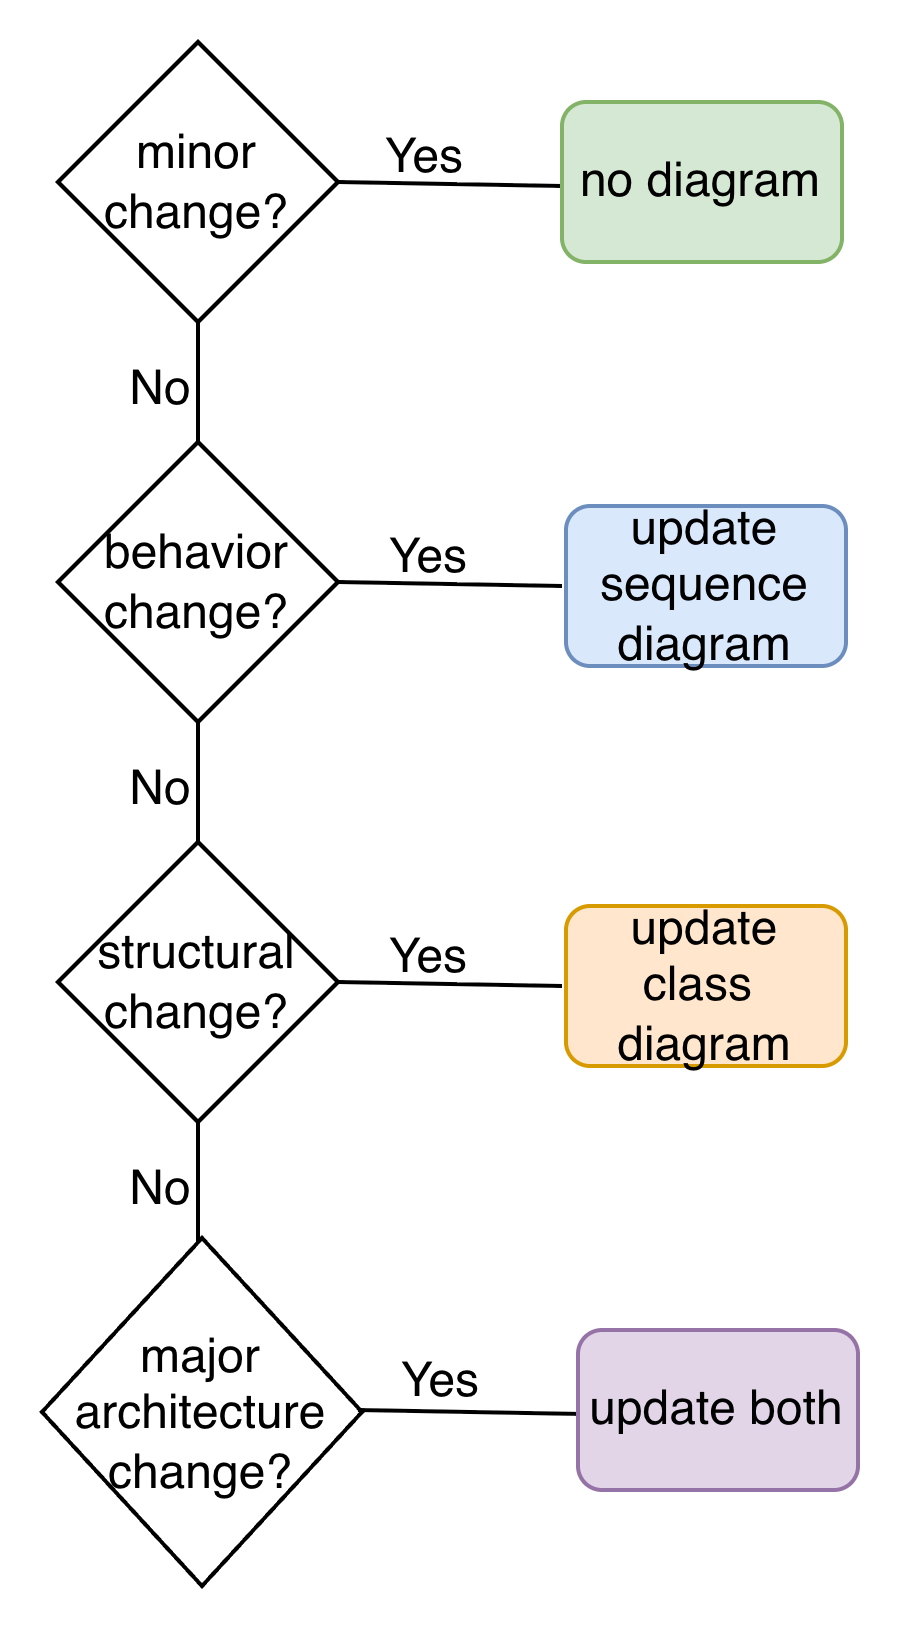 minor
change?
Yes
no diagram
No
behavior
change?
Yes
update
sequence
diagram
No
structural
change?
Yes
update
class
diagram
No
major
architecture
change?
Yes
update both